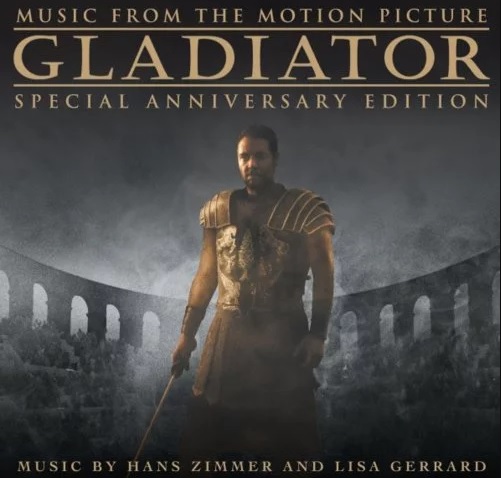 MUSIC FROM THE MOTION PICTURE
GLADIATOR
SPECIAL ANNIVERSARY EDITION
MUSIC BY HANS ZIMMER AND LISA GERRARD